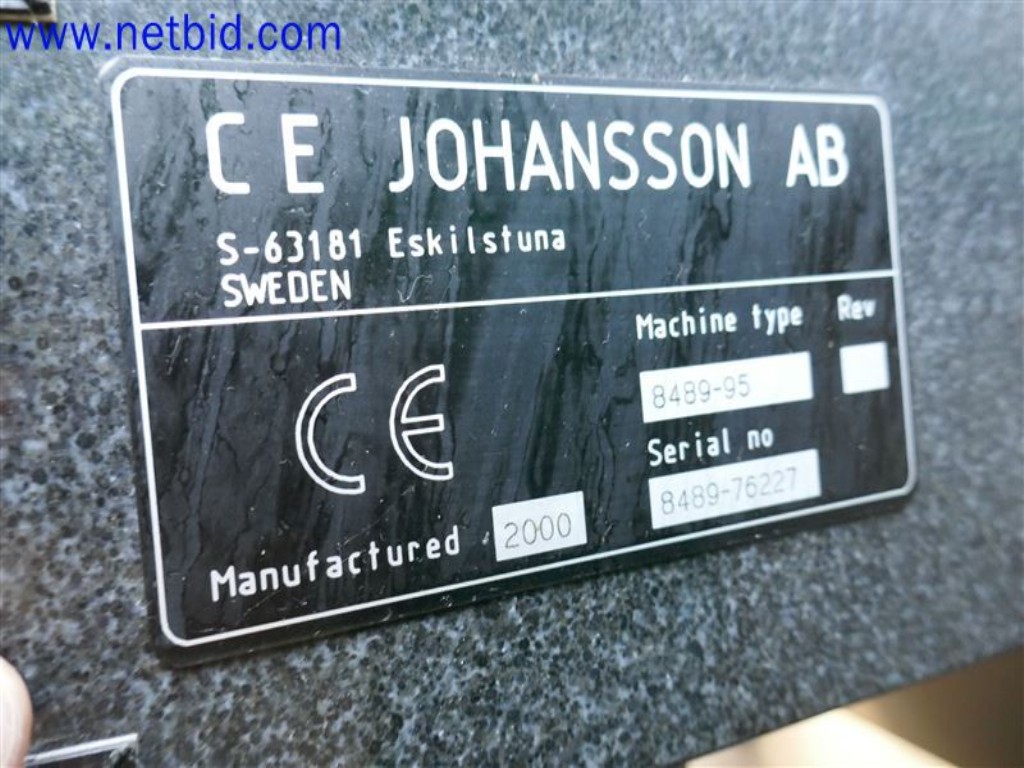 www.netbid.com
C E JOHANSSON AB
S-63181 Eskilstuna
SWEDEN
Machine type Rev
8489-95
CE
Serial no
8489-76227
Manufactured 2000